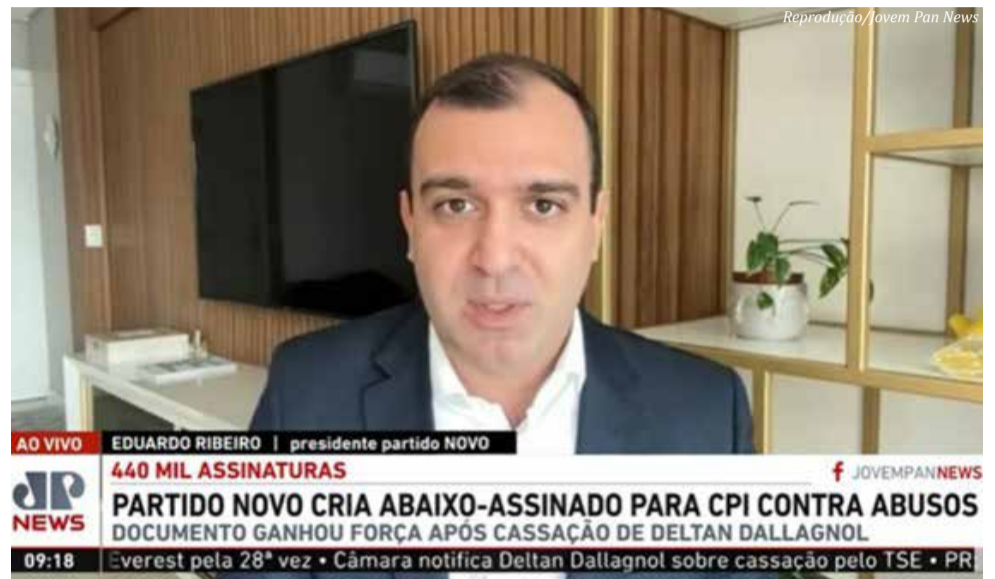 Reprodução/Jovem Pan News
AO VIVO
EDUARDO RIBEIRO | presidente partido NOVO
440 MIL ASSINATURAS
f JOVEMPANNEWS
JP
NEWS
PARTIDO NOVO CRIA ABAIXO-ASSINADO PARA CPI CONTRA ABUSOS
DOCUMENTO GANHOU FORÇA APÓS CASSAÇÃO DE DELTAN DALLAGNOL
09:18
Everest pela 28ª vez • Câmara notifica Deltan Dallagnol sobre cassação pelo TSE • PR